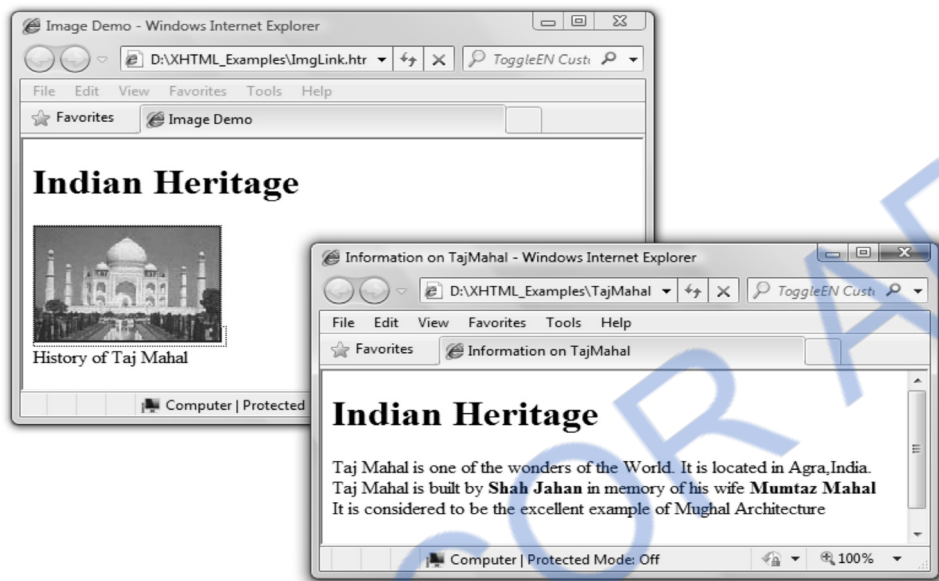 Image Demo - Windows Internet Explorer
D:\XHTML_Examples\ImgLink.htr
ToggleEN Custi
File Edit View Favorites Tools Help
Favorites
Image Demo
Indian Heritage
History of Taj Mahal
Computer | Protected
Information on TajMahal - Windows Internet Explorer
D:\XHTML_Examples\TajMahal
ToggleEN Custi
File Edit View Favorites Tools Help
Favorites
Information on TajMahal
Indian Heritage
Taj Mahal is one of the wonders of the World. It is located in Agra,India.
Taj Mahal is built by Shah Jahan in memory of his wife Mumtaz Mahal
It is considered to be the excellent example of Mughal Architecture
Computer | Protected Mode: Off
100%
COR A